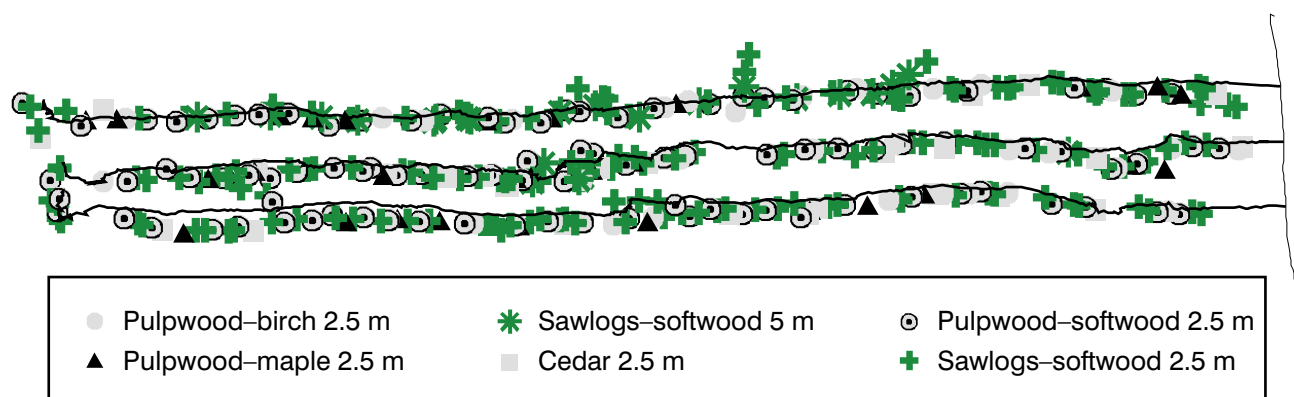 Pulpwood–birch 2.5 m
Sawlogs–softwood 5 m
Pulpwood–softwood 2.5 m
Pulpwood–maple 2.5 m
Cedar 2.5 m
Sawlogs–softwood 2.5 m